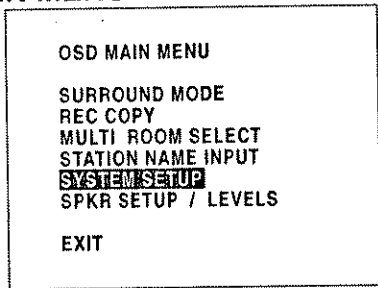 OSD MAIN MENU
SURROUND MODE
REC COPY
MULTI ROOM SELECT
STATION NAME INPUT
SYSTEM SETUP
SPKR SETUP / LEVELS
EXIT